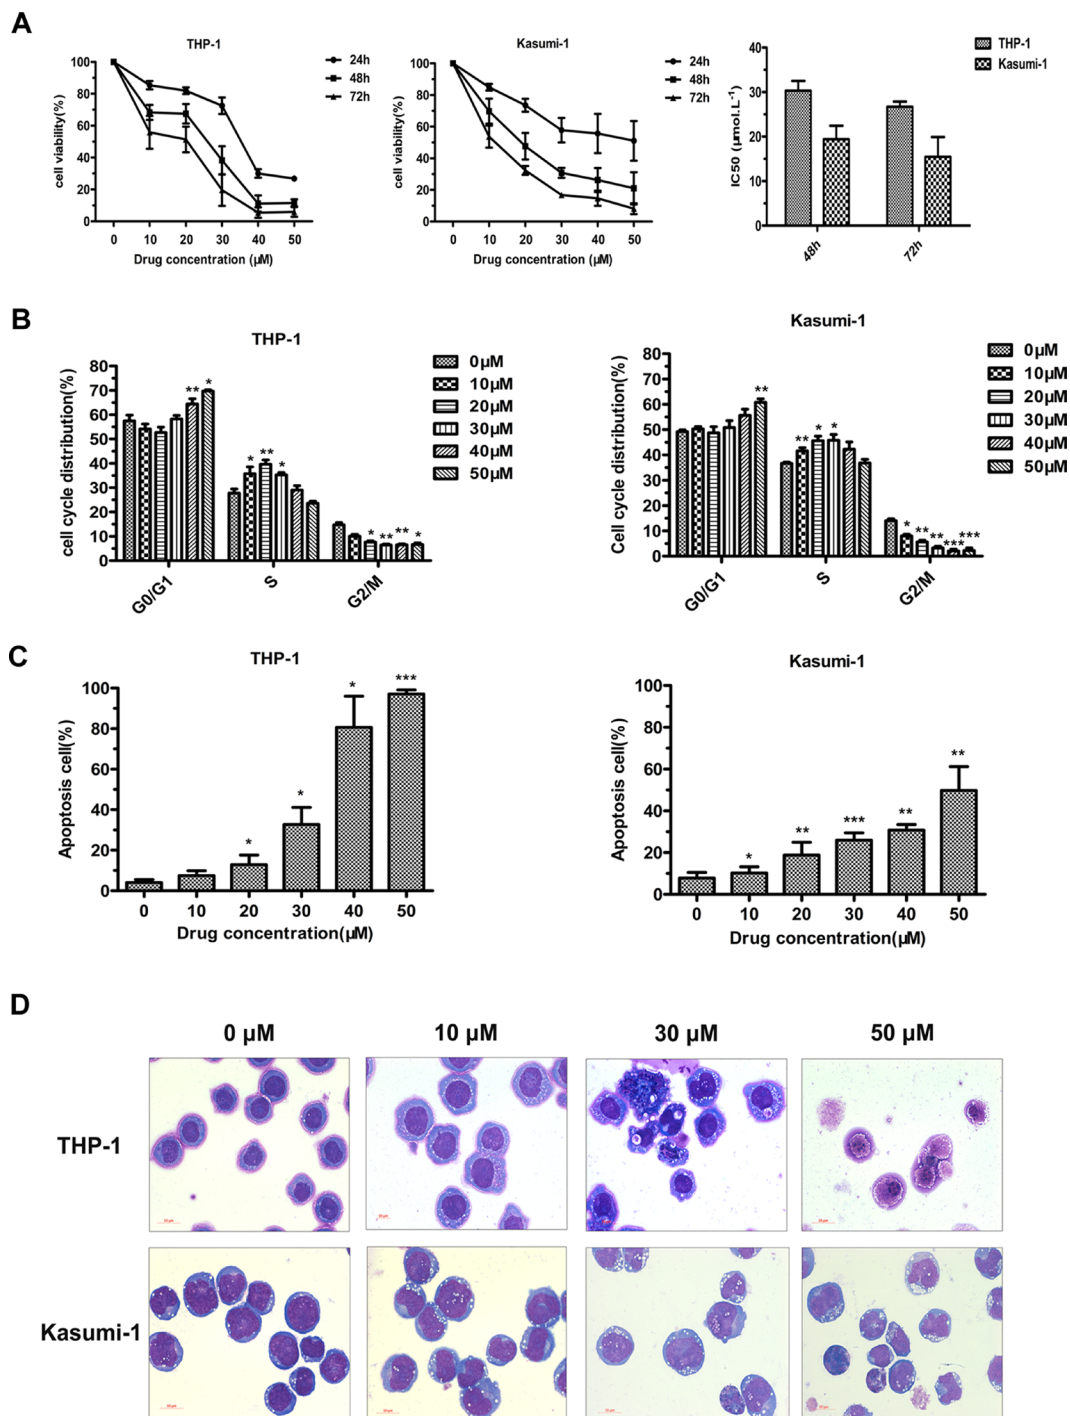 A
THP-1
24h
48h
72h
cell viability(%)
100
80
60
40
20
0
0 10 20 30 40 50
Drug concentration (µM)
Kasumi-1
24h
48h
72h
cell viability(%)
100
80
60
40
20
0
0 10 20 30 40 50
Drug concentration (µM)
THP-1
Kasumi-1
IC50 (µmol.L⁻¹)
40
30
20
10
0
48h 72h
B
THP-1
0µM
10µM
20µM
30µM
40µM
50µM
cell cycle distribution(%)
80
70
60
50
40
30
20
10
0
** *
* ** *
* ** ** *
G0/G1 S G2/M
Kasumi-1
0µM
10µM
20µM
30µM
40µM
50µM
Cell cycle distribution(%)
80
70
60
50
40
30
20
10
0
**
** * *
* ** ** *** ***
G0/G1 S G2/M
C
THP-1
Apoptosis cell(%)
100
80
60
40
20
0
* * * ***
0 10 20 30 40 50
Drug concentration(µM)
Kasumi-1
Apoptosis cell(%)
100
80
60
40
20
0
* ** *** ** **
0 10 20 30 40 50
Drug concentration(µM)
D
0 µM 10 µM 30 µM 50 µM
THP-1
Kasumi-1